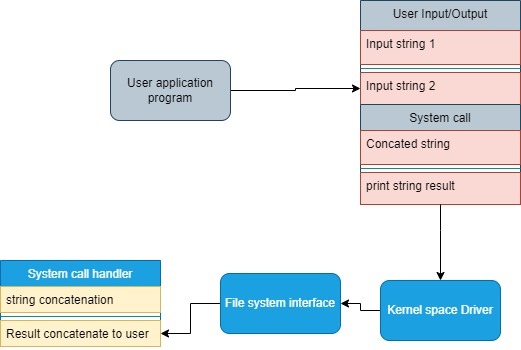 User Input/Output
Input string 1
User application
program
Input string 2
System call
Concated string
print string result
System call handler
string concatenation
Result concatenate to user
File system interface
Kernel space Driver